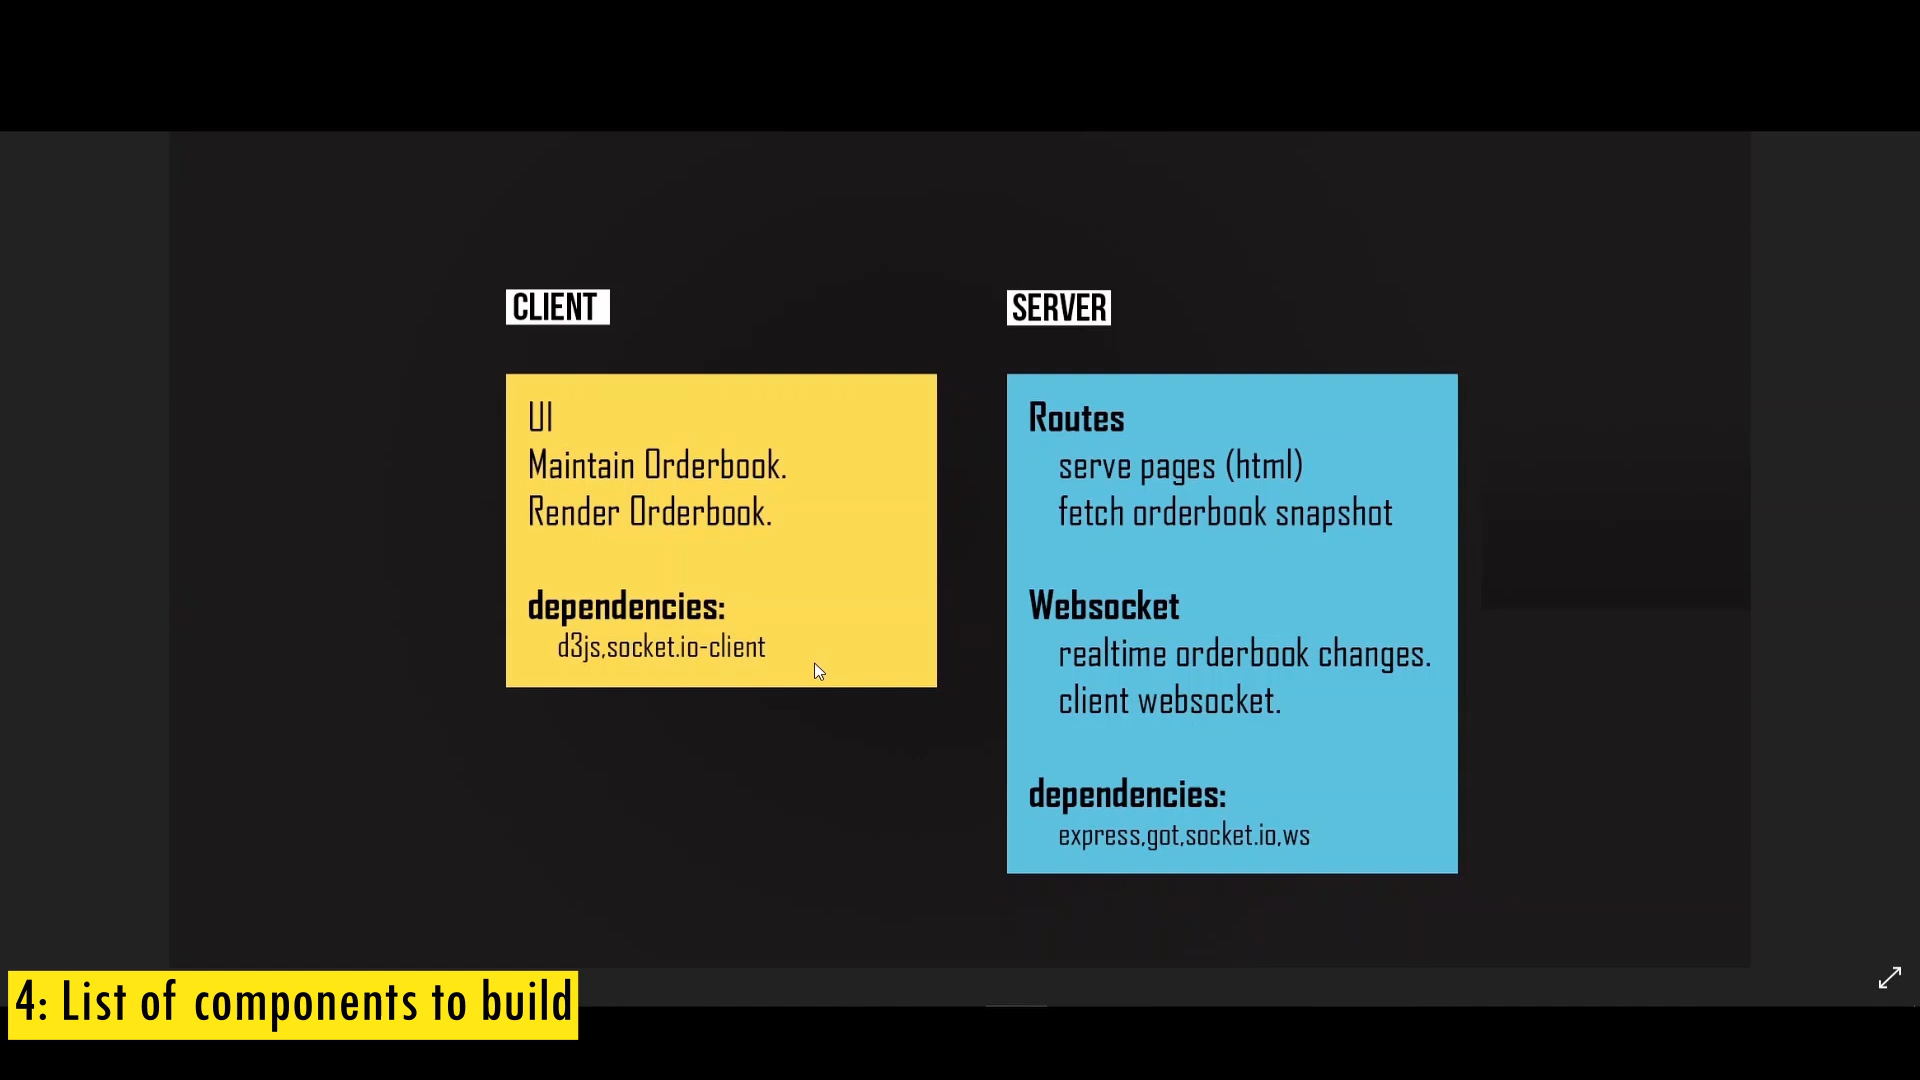 CLIENT
UI
Maintain Orderbook.
Render Orderbook.
dependencies:
d3js,socket.io-client
SERVER
Routes
serve pages (html)
fetch orderbook snapshot
Websocket
realtime orderbook changes.
client websocket.
dependencies:
express,got,socket.io,ws
4: List of components to build